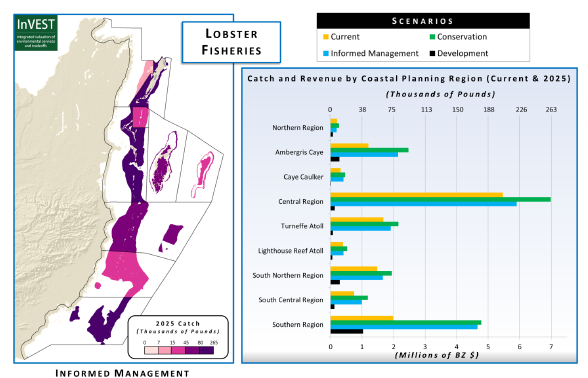 InVEST
Integrated valuation of
environmental services
and tradeoffs
LOBSTER
FISHERIES
2025 Catch
(Thousands of Pounds)
0 7 15 45 80 265
INFORMED MANAGEMENT
SCENARIOS
Current
Conservation
Informed Management
Development
Catch and Revenue by Coastal Planning Region (Current & 2025)
(Thousands of Pounds)
0 38 75 113 150 188 226 263
Northern Region
Ambergris Caye
Caye Caulker
Central Region
Turneffe Atoll
Lighthouse Reef Atoll
South Northern Region
South Central Region
Southern Region
0 1 2 3 4 5 6 7
(Millions of BZ $)